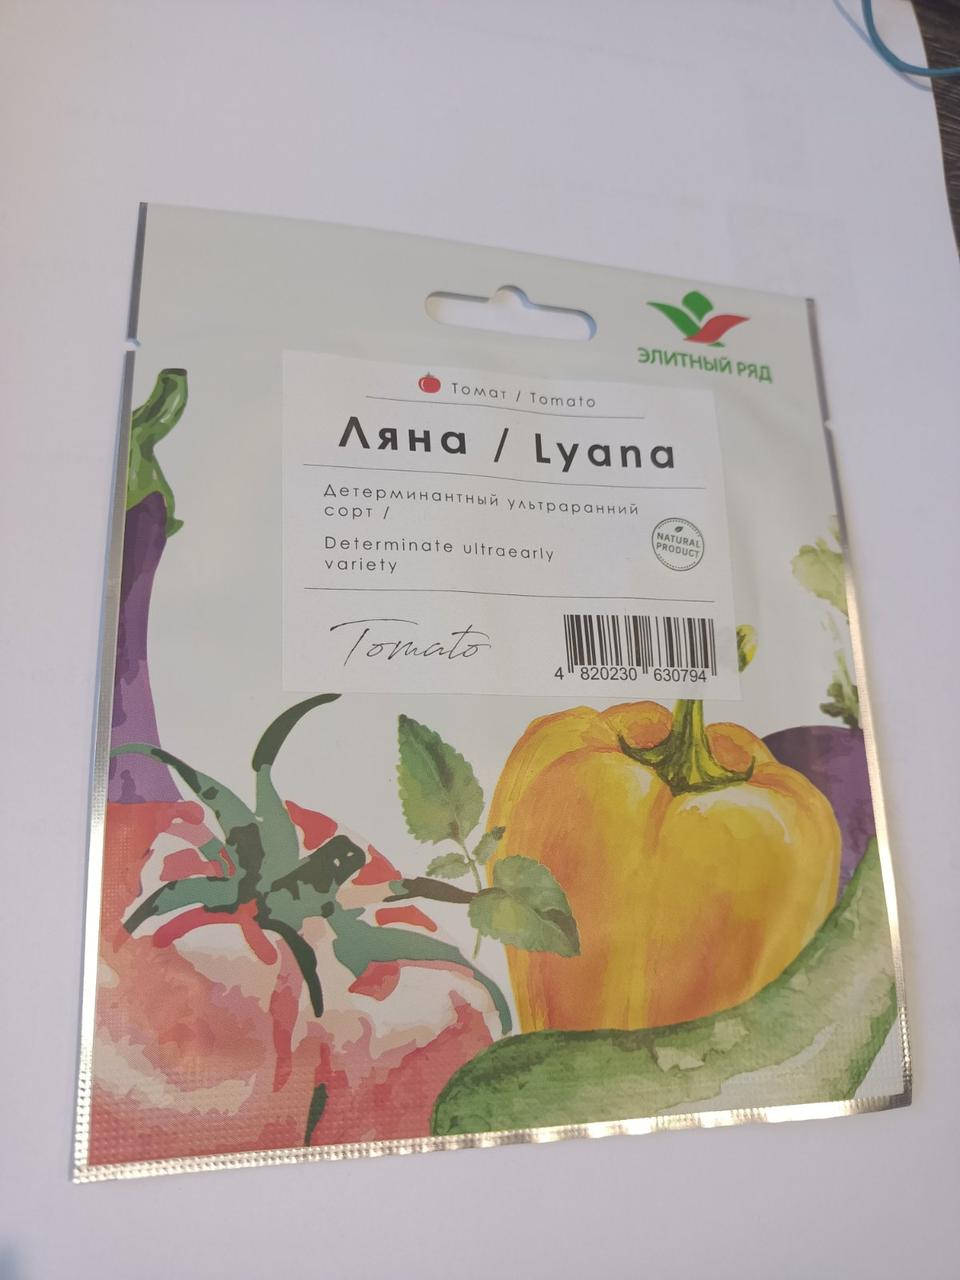 ЭЛИТНЫЙ РЯД
Томат / Tomato
Ляна / Lyana
Детерминантный ультраранний
сорт /
Determinate ultraearly
variety
NATURAL
PRODUCT
Tomato
4 820230 630794